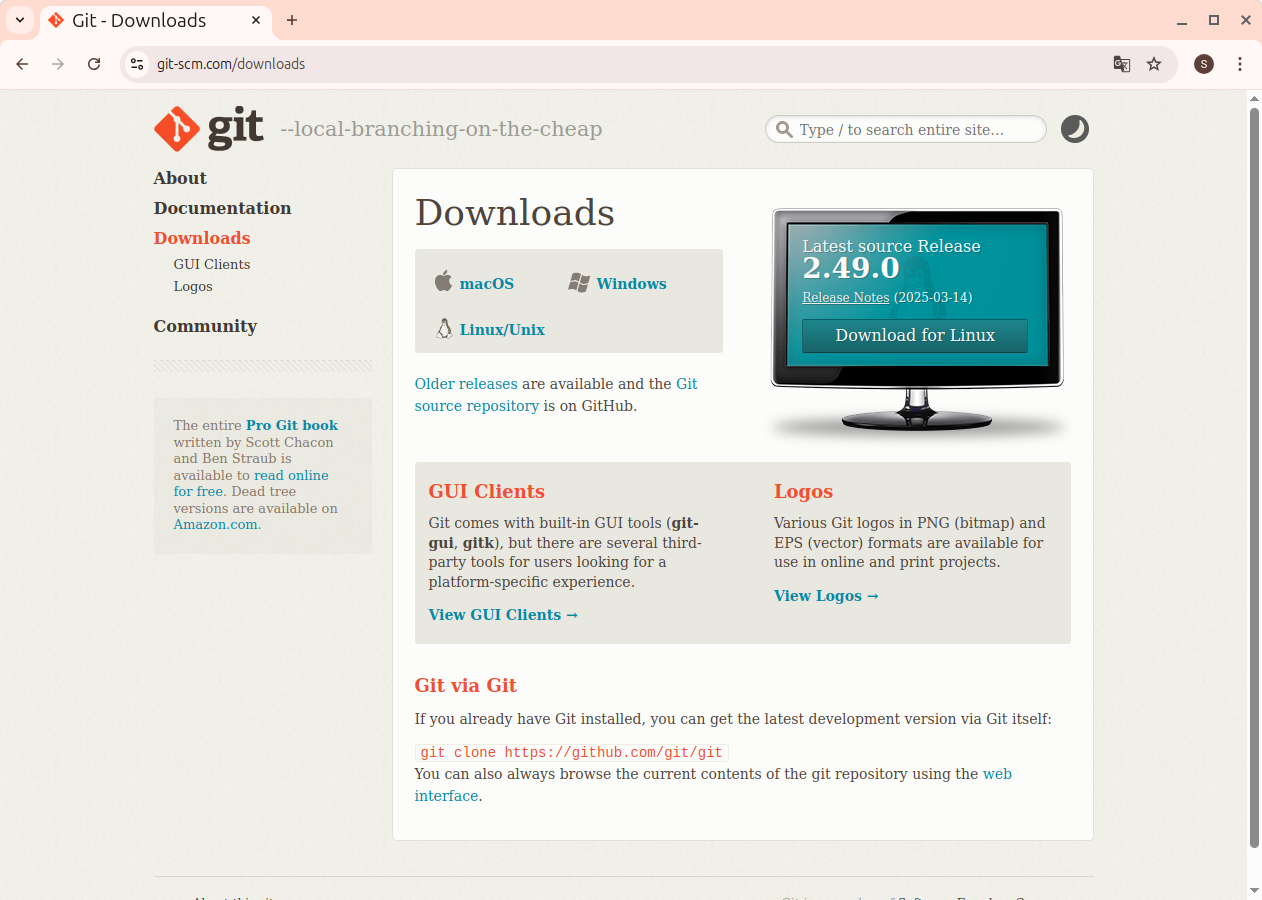 Git - Downloads
git-scm.com/downloads
S
git --local-branching-on-the-cheap
Type / to search entire site...
About
Documentation
Downloads
GUI Clients
Logos
Community
The entire Pro Git book
written by Scott Chacon
and Ben Straub is
available to read online
for free. Dead tree
versions are available on
Amazon.com.
Downloads
macOS
Windows
Linux/Unix
Older releases are available and the Git
source repository is on GitHub.
Latest source Release
2.49.0
Release Notes (2025-03-14)
Download for Linux
GUI Clients
Git comes with built-in GUI tools (git-
gui, gitk), but there are several third-
party tools for users looking for a
platform-specific experience.
View GUI Clients →
Logos
Various Git logos in PNG (bitmap) and
EPS (vector) formats are available for
use in online and print projects.
View Logos →
Git via Git
If you already have Git installed, you can get the latest development version via Git itself:
git clone https://github.com/git/git
You can also always browse the current contents of the git repository using the web
interface.